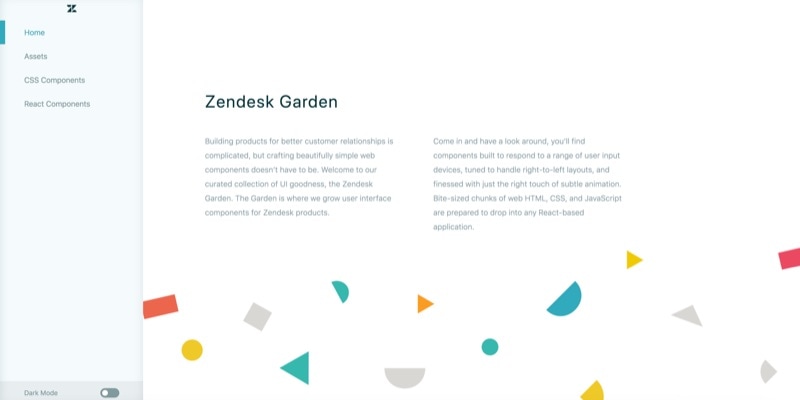 Home
Assets
CSS Components
React Components
Dark Mode
Zendesk Garden
Building products for better customer relationships is
complicated, but crafting beautifully simple web
components doesn't have to be. Welcome to our
curated collection of UI goodness, the Zendesk
Garden. The Garden is where we grow user interface
components for Zendesk products.
Come in and have a look around, you'll find
components built to respond to a range of user input
devices, tuned to handle right-to-left layouts, and
finessed with just the right touch of subtle animation.
Bite-sized chunks of web HTML, CSS, and JavaScript
are prepared to drop into any React-based
application.